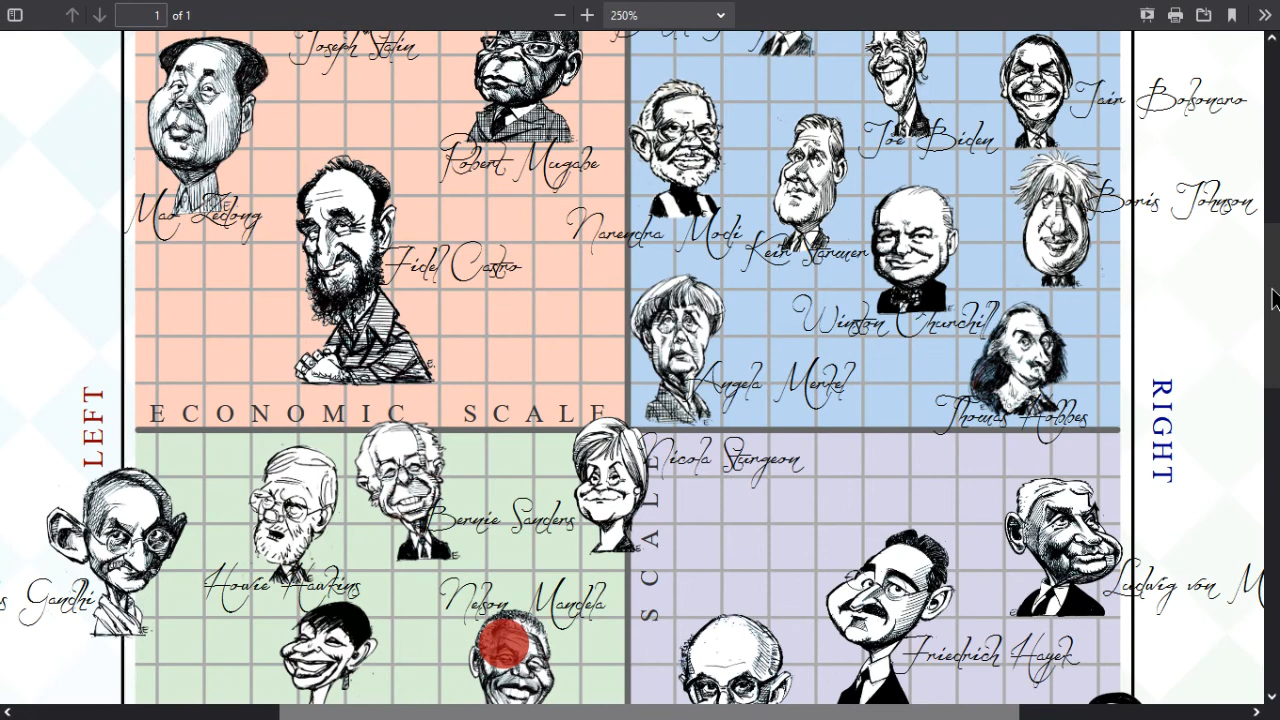 1 of 1
250%
Joseph Stalin
Jair Bolsonaro
Joe Biden
Robert Mugabe
Mao Zedong
Boris Johnson
Narendra Modi
Keir Starmer
Fidel Castro
Winston Churchill
Angela Merkel
Thomas Hobbes
ECONOMIC SCALE
LEFT
RIGHT
Nicola Sturgeon
Bernie Sanders
SCAL
Howie Hawkins
Nelson Mandela
s Gandhi
Ludwig von M
Friedrich Hayek